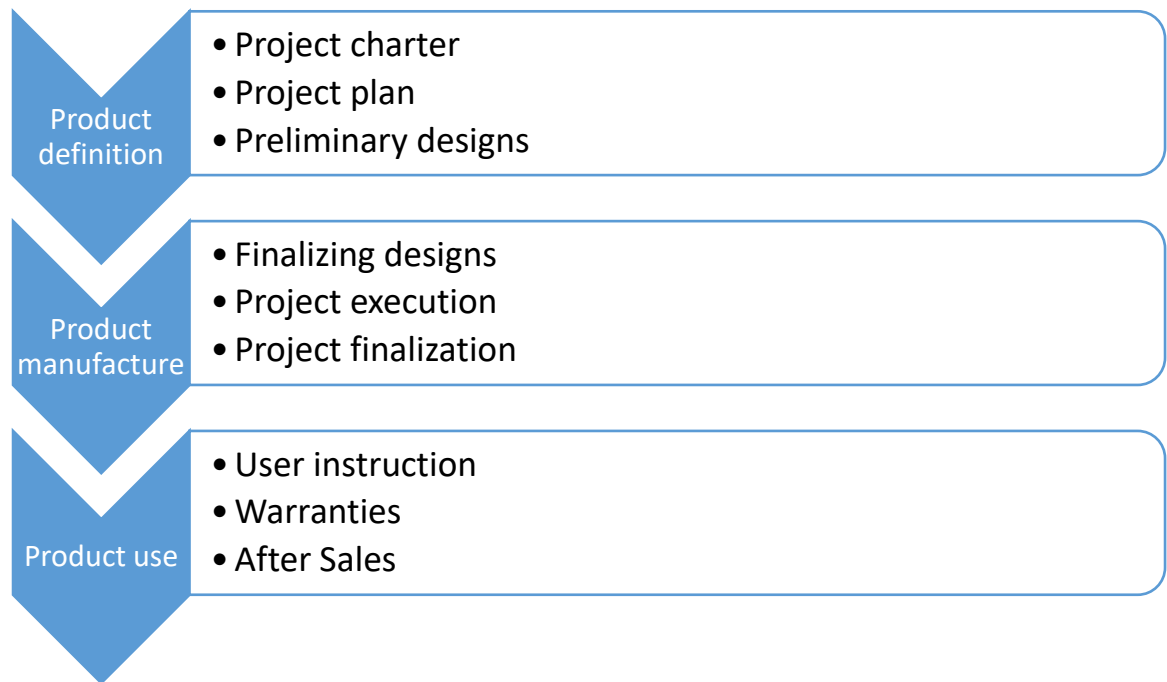 Product
definition
• Project charter
• Project plan
• Preliminary designs
Product
manufacture
• Finalizing designs
• Project execution
• Project finalization
Product use
• User instruction
• Warranties
• After Sales